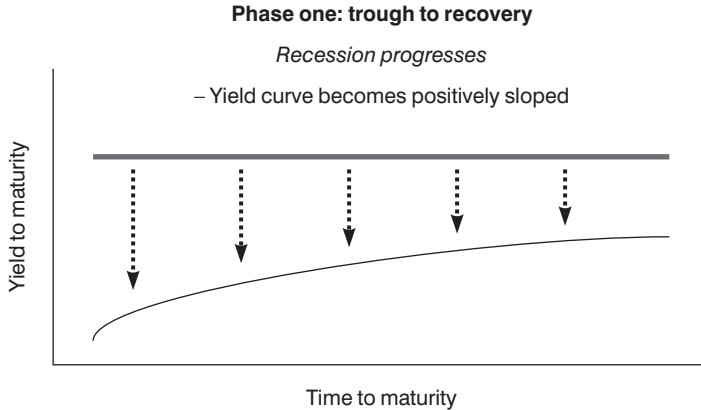 Phase one: trough to recovery
Recession progresses
– Yield curve becomes positively sloped
Yield to maturity
Time to maturity